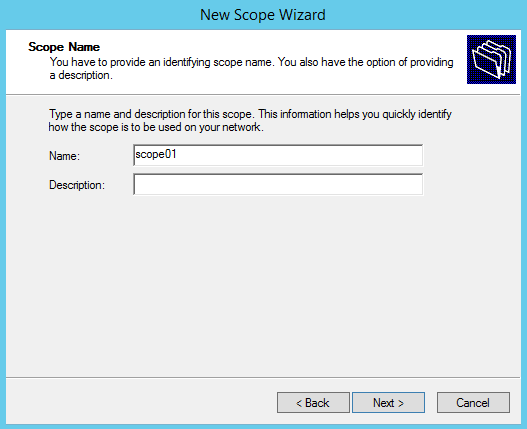 New Scope Wizard
Scope Name
You have to provide an identifying scope name. You also have the option of providing
a description.
Type a name and description for this scope. This information helps you quickly identify
how the scope is to be used on your network.
Name:
scope01
Description:
< Back
Next >
Cancel